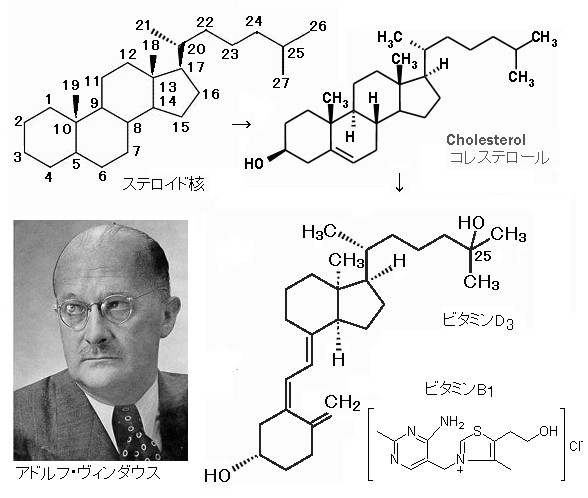 21 22 24 26
18 20 23 25
12 17 27
19 11 13 16
1 9 14
2 10 8 15
3 5 7
4 6
ステロイド核
→
H₃C
CH₃
CH₃
CH₃
CH₃
H
H
H
HO
Cholesterol
コレステロール
↓
HO
H₃C
CH₃
25
CH₃
CH₃
H
H
ビタミンD₃
CH₂
HO
ビタミンB₁
NH₂
N
N
S
N
+
OH
Cl⁻
アドルフ・ヴィンダウス